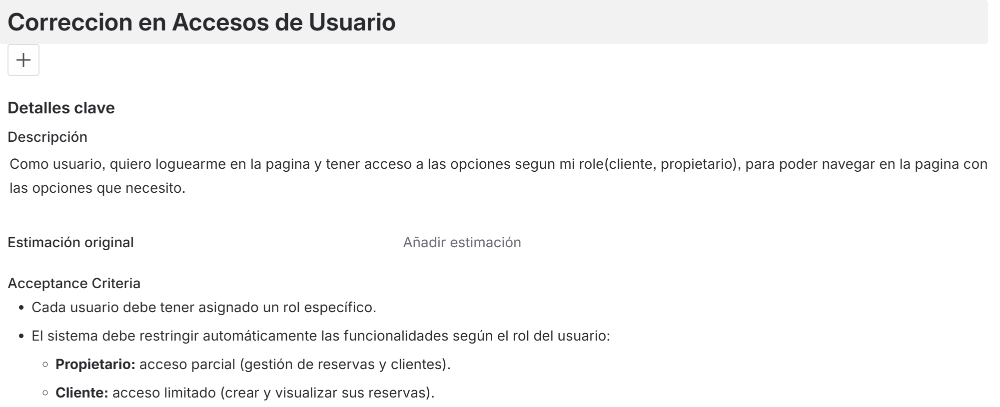 Correccion en Accesos de Usuario
Detalles clave
Descripción
Como usuario, quiero loguearme en la pagina y tener acceso a las opciones segun mi role(cliente, propietario), para poder navegar en la pagina con
las opciones que necesito.
Estimación original Añadir estimación
Acceptance Criteria
• Cada usuario debe tener asignado un rol específico.
• El sistema debe restringir automáticamente las funcionalidades según el rol del usuario:
◦ Propietario: acceso parcial (gestión de reservas y clientes).
◦ Cliente: acceso limitado (crear y visualizar sus reservas).